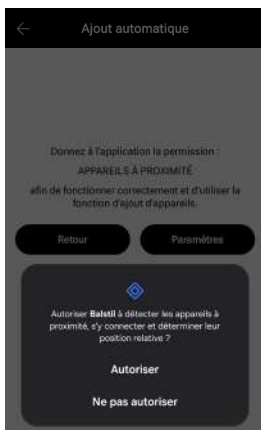 Ajout automatique
Donnez à l'application la permission :
APPAREILS À PROXIMITÉ
afin de fonctionner correctement et d'utiliser la
fonction d'ajout d'appareils.
Retour
Paramètres
Autoriser Balstil à détecter les appareils à
proximité, s'y connecter et déterminer leur
position relative ?
Autoriser
Ne pas autoriser